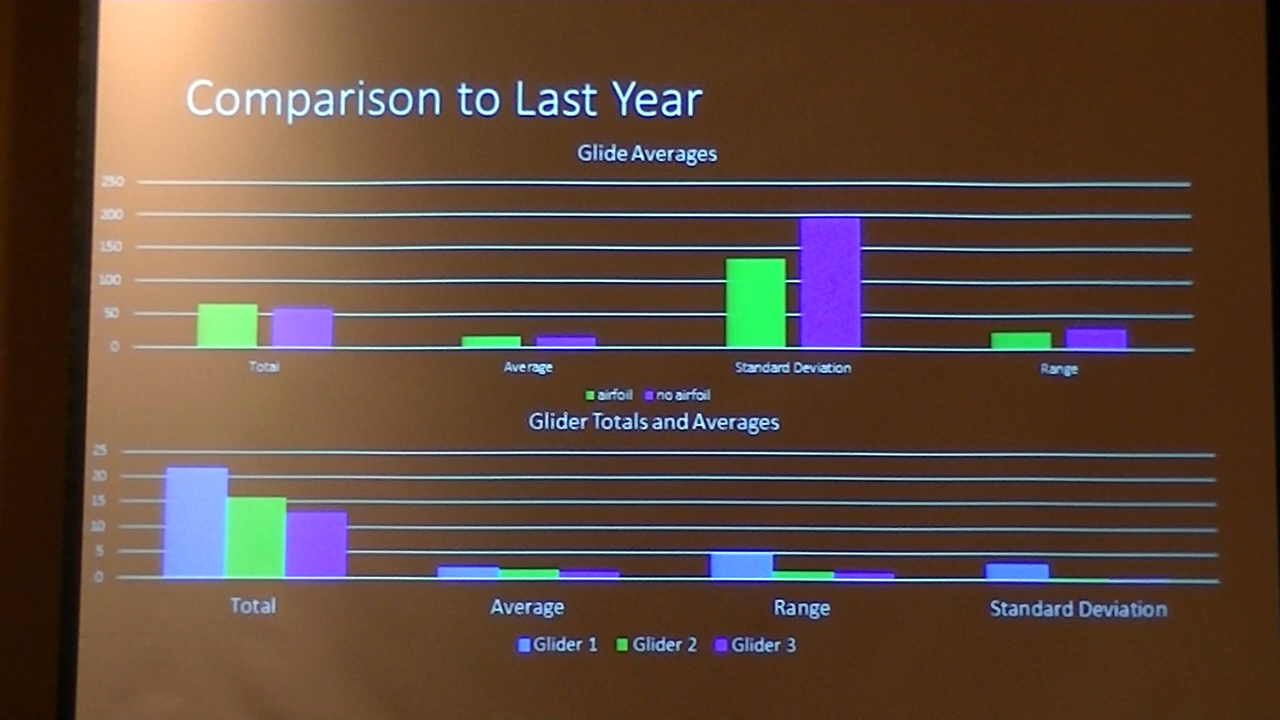 Comparison to Last Year
Glide Averages
250
200
150
100
50
0
Total Average Standard Deviation Range
airfoil no airfoil
Glider Totals and Averages
25
20
15
10
5
0
Total Average Range Standard Deviation
Glider 1 Glider 2 Glider 3